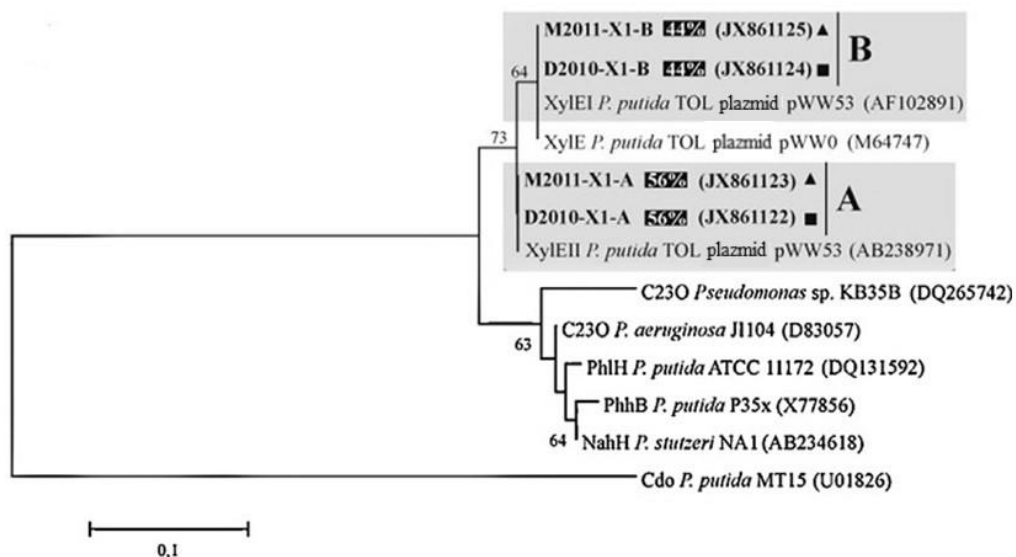 M2011-X1-B 44% (JX861125) ▲
B
64
D2010-X1-B 44% (JX861124) ■
XylEI P. putida TOL plazmid pWW53 (AF102891)
73
XylE P. putida TOL plazmid pWW0 (M64747)
M2011-X1-A 56% (JX861123) ▲
A
D2010-X1-A 56% (JX861122) ■
XylEII P. putida TOL plazmid pWW53 (AB238971)
C23O Pseudomonas sp. KB35B (DQ265742)
63
C23O P. aeruginosa JI104 (D83057)
PhlH P. putida ATCC 11172 (DQ131592)
PhhB P. putida P35x (X77856)
64
NahH P. stutzeri NA1 (AB234618)
Cdo P. putida MT15 (U01826)
0,1